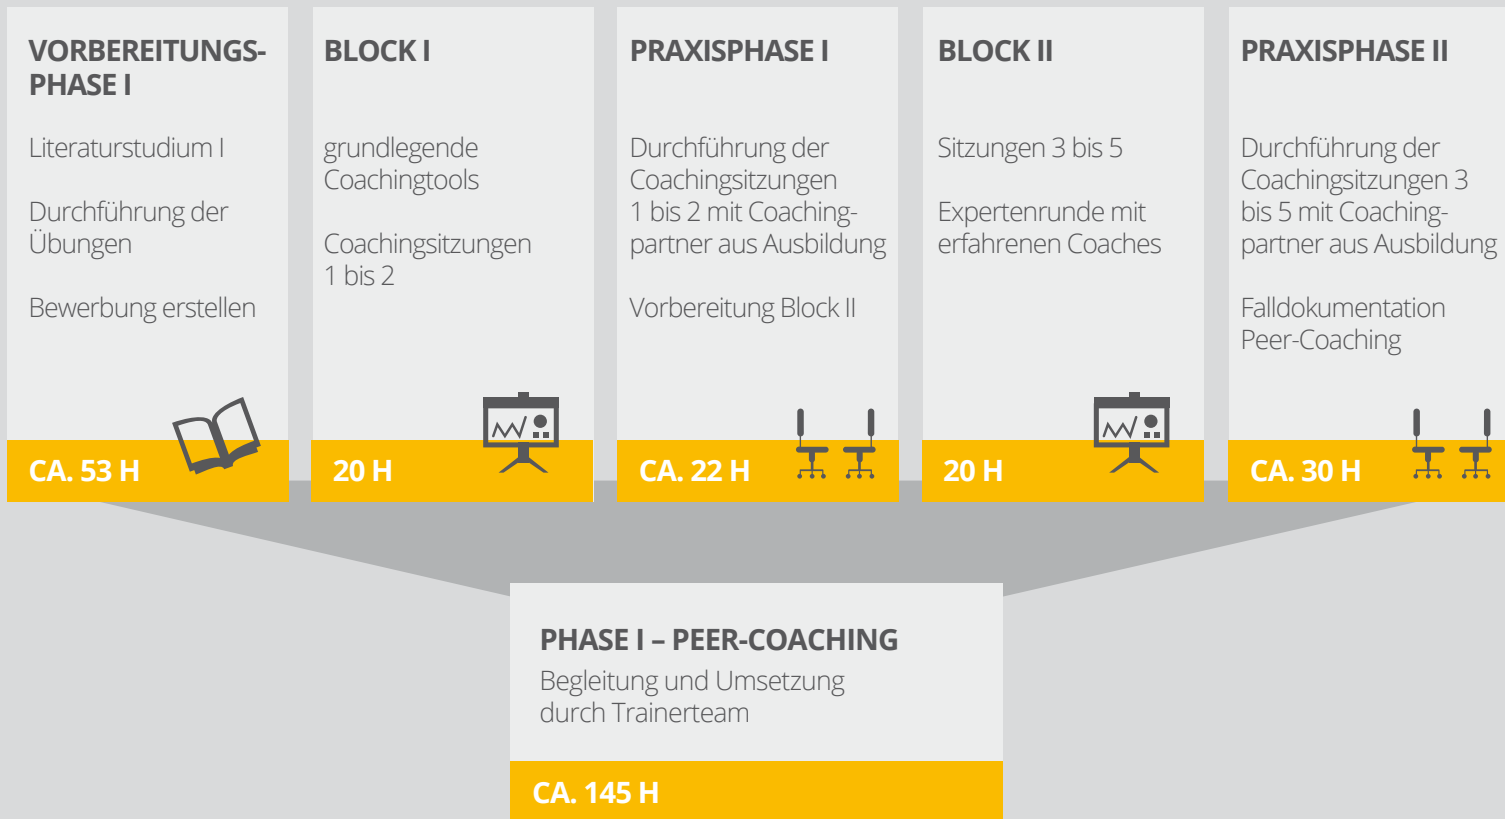 VORBEREITUNGS-
PHASE I
Literaturstudium I
Durchführung der
Übungen
Bewerbung erstellen
CA. 53 H
BLOCK I
grundlegende
Coachingtools
Coachingsitzungen
1 bis 2
20 H
PRAXISPHASE I
Durchführung der
Coachingsitzungen
1 bis 2 mit Coaching-
partner aus Ausbildung
Vorbereitung Block II
CA. 22 H
BLOCK II
Sitzungen 3 bis 5
Expertenrunde mit
erfahrenen Coaches
20 H
PRAXISPHASE II
Durchführung der
Coachingsitzungen 3
bis 5 mit Coaching-
partner aus Ausbildung
Falldokumentation
Peer-Coaching
CA. 30 H
PHASE I – PEER-COACHING
Begleitung und Umsetzung
durch Trainerteam
CA. 145 H